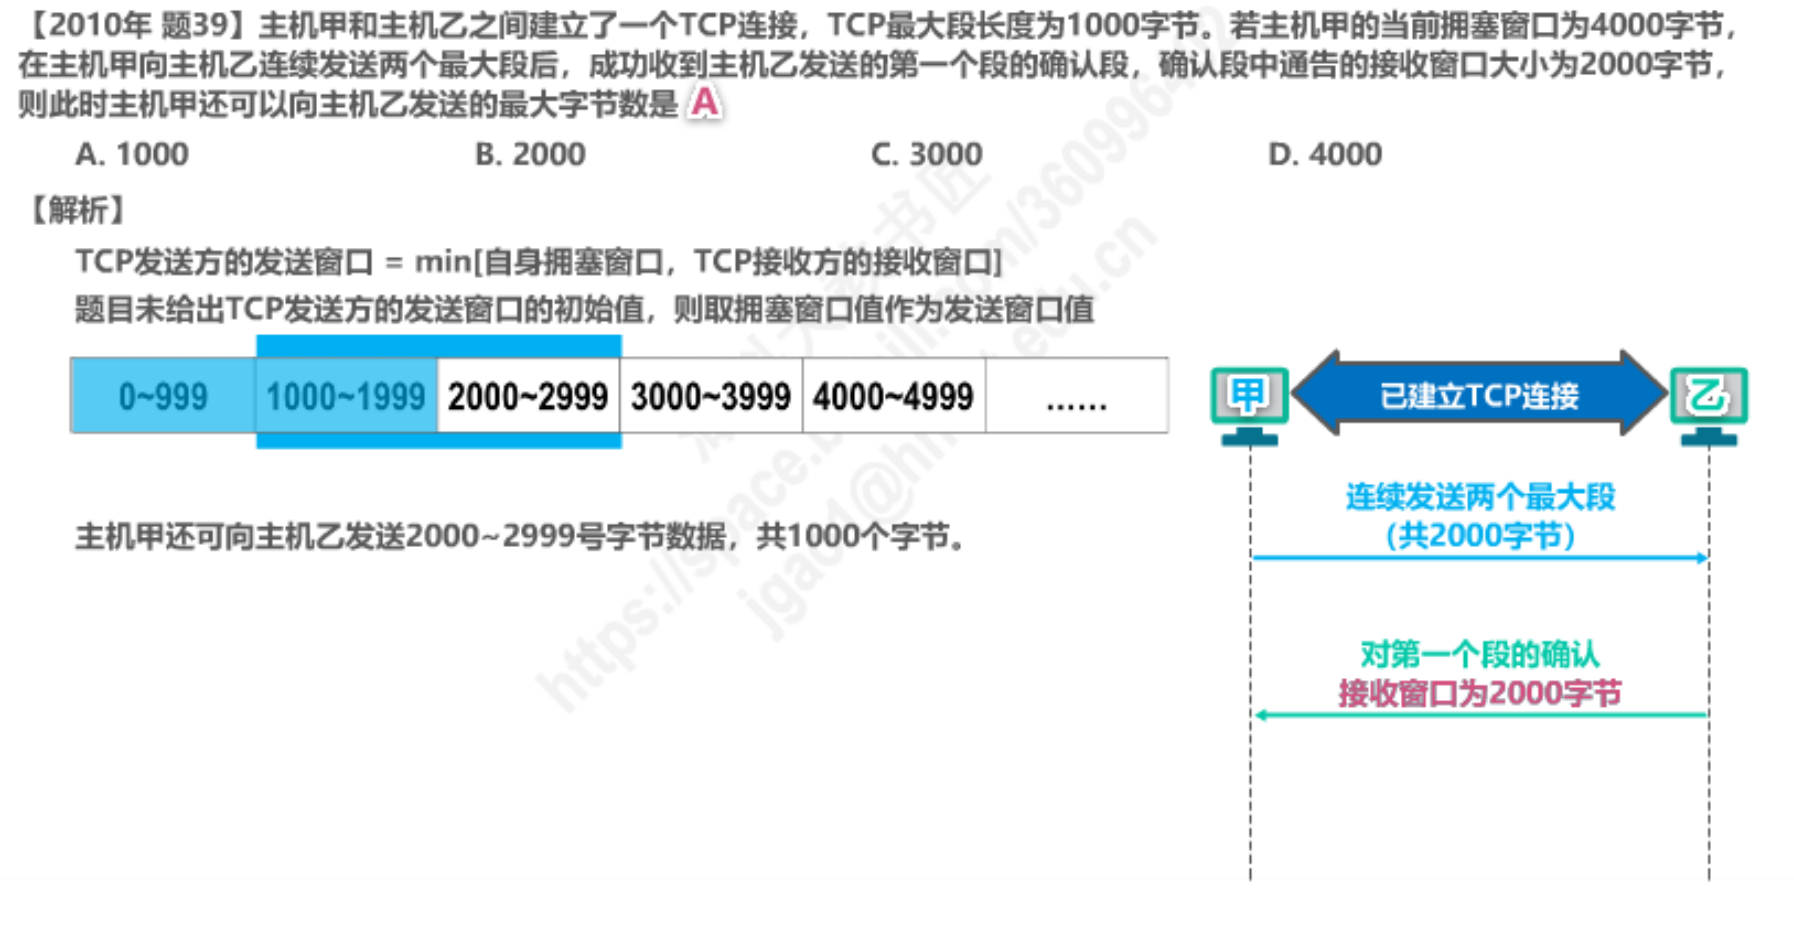 【2010年 题39】主机甲和主机乙之间建立了一个TCP连接，TCP最大段长度为1000字节。若主机甲的当前拥塞窗口为4000字节，
在主机甲向主机乙连续发送两个最大段后，成功收到主机乙发送的第一个段的确认段，确认段中通告的接收窗口大小为2000字节，
则此时主机甲还可以向主机乙发送的最大字节数是 A
A. 1000 B. 2000 C. 3000 D. 4000
【解析】
TCP发送方的发送窗口 = min[自身拥塞窗口，TCP接收方的接收窗口]
题目未给出TCP发送方的发送窗口的初始值，则取拥塞窗口值作为发送窗口值
0~999 1000~1999 2000~2999 3000~3999 4000~4999 ……
甲 已建立TCP连接 乙
连续发送两个最大段
（共2000字节）
主机甲还可向主机乙发送2000~2999号字节数据，共1000个字节。
对第一个段的确认
接收窗口为2000字节